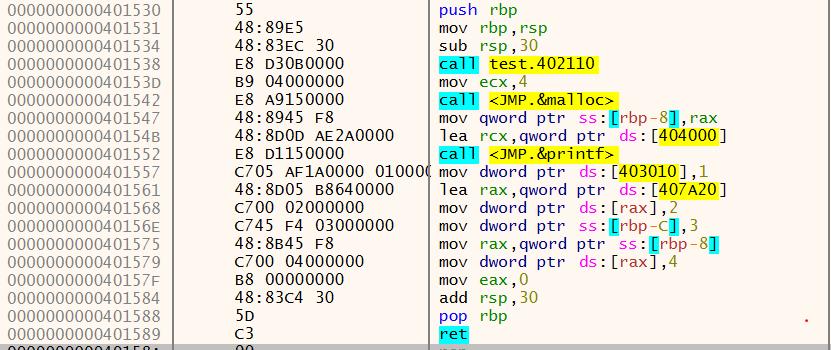 0000000000401530 55 push rbp
0000000000401531 48:89E5 mov rbp,rsp
0000000000401534 48:83EC 30 sub rsp,30
0000000000401538 E8 D30B0000 call test.402110
000000000040153D B9 04000000 mov ecx,4
0000000000401542 E8 A9150000 call <JMP.&malloc>
0000000000401547 48:8945 F8 mov qword ptr ss:[rbp-8],rax
000000000040154B 48:8D0D AE2A0000 lea rcx,qword ptr ds:[404000]
0000000000401552 E8 D1150000 call <JMP.&printf>
0000000000401557 C705 AF1A0000 010000 mov dword ptr ds:[403010],1
0000000000401561 48:8D05 B8640000 lea rax,qword ptr ds:[407A20]
0000000000401568 C700 02000000 mov dword ptr ds:[rax],2
000000000040156E C745 F4 03000000 mov dword ptr ss:[rbp-C],3
0000000000401575 48:8B45 F8 mov rax,qword ptr ss:[rbp-8]
0000000000401579 C700 04000000 mov dword ptr ds:[rax],4
000000000040157F B8 00000000 mov eax,0
0000000000401584 48:83C4 30 add rsp,30
0000000000401588 5D pop rbp
0000000000401589 C3 ret